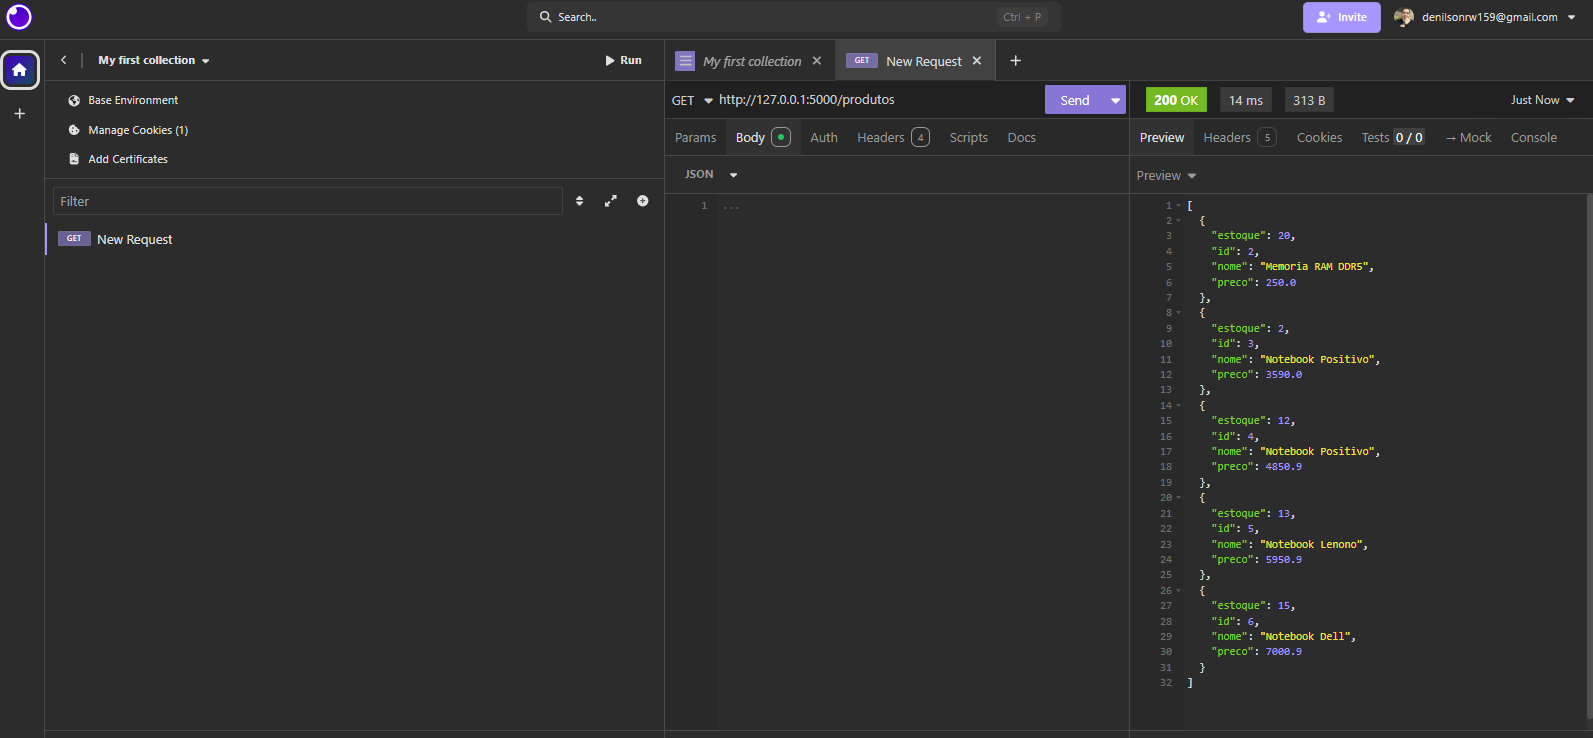 Search..
Ctrl + P
Invite
denilsonrw159@gmail.com
My first collection
Run
Base Environment
Manage Cookies (1)
Add Certificates
Filter
GET New Request
My first collection
GET New Request
GET http://127.0.0.1:5000/produtos
Send
Params Body Auth Headers 4 Scripts Docs
JSON
1 ...
200 OK 14 ms 313 B Just Now
Preview Headers 5 Cookies Tests 0 / 0 → Mock Console
Preview
1 [
2 {
3 "estoque": 20,
4 "id": 2,
5 "nome": "Memoria RAM DDR5",
6 "preco": 250.0
7 },
8 {
9 "estoque": 2,
10 "id": 3,
11 "nome": "Notebook Positivo",
12 "preco": 3590.0
13 },
14 {
15 "estoque": 12,
16 "id": 4,
17 "nome": "Notebook Positivo",
18 "preco": 4850.9
19 },
20 {
21 "estoque": 13,
22 "id": 5,
23 "nome": "Notebook Lenono",
24 "preco": 5950.9
25 },
26 {
27 "estoque": 15,
28 "id": 6,
29 "nome": "Notebook Dell",
30 "preco": 7000.9
31 }
32 ]